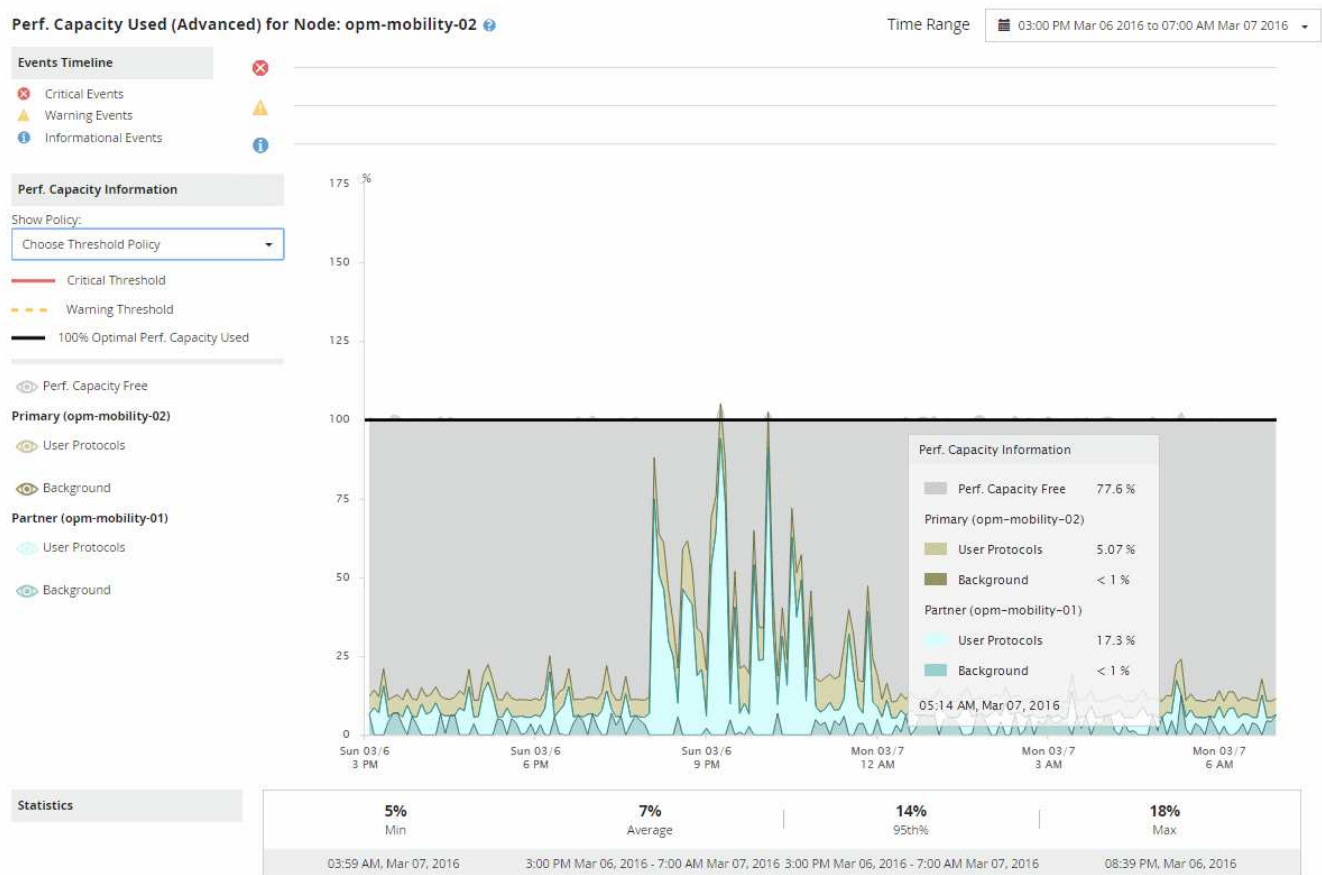 Perf. Capacity Used (Advanced) for Node: opm-mobility-02 ?
Time Range
03:00 PM Mar 06 2016 to 07:00 AM Mar 07 2016
Events Timeline
Critical Events
Warning Events
Informational Events
Perf. Capacity Information
Show Policy:
Choose Threshold Policy
Critical Threshold
Warning Threshold
100% Optimal Perf. Capacity Used
Perf. Capacity Free
Primary (opm-mobility-02)
User Protocols
Background
Partner (opm-mobility-01)
User Protocols
Background
%
175
150
125
100
75
50
25
0
Perf. Capacity Information
Perf. Capacity Free 77.6 %
Primary (opm-mobility-02)
User Protocols 5.07 %
Background < 1 %
Partner (opm-mobility-01)
User Protocols 17.3 %
Background < 1 %
05:14 AM, Mar 07, 2016
Sun 03/6 Sun 03/6 Sun 03/6 Mon 03/7 Mon 03/7 Mon 03/7
3 PM 6 PM 9 PM 12 AM 3 AM 6 AM
Statistics
5% 7% 14% 18%
Min Average 95th% Max
03:59 AM, Mar 07, 2016 3:00 PM Mar 06, 2016 - 7:00 AM Mar 07, 2016 3:00 PM Mar 06, 2016 - 7:00 AM Mar 07, 2016 08:39 PM, Mar 06, 2016